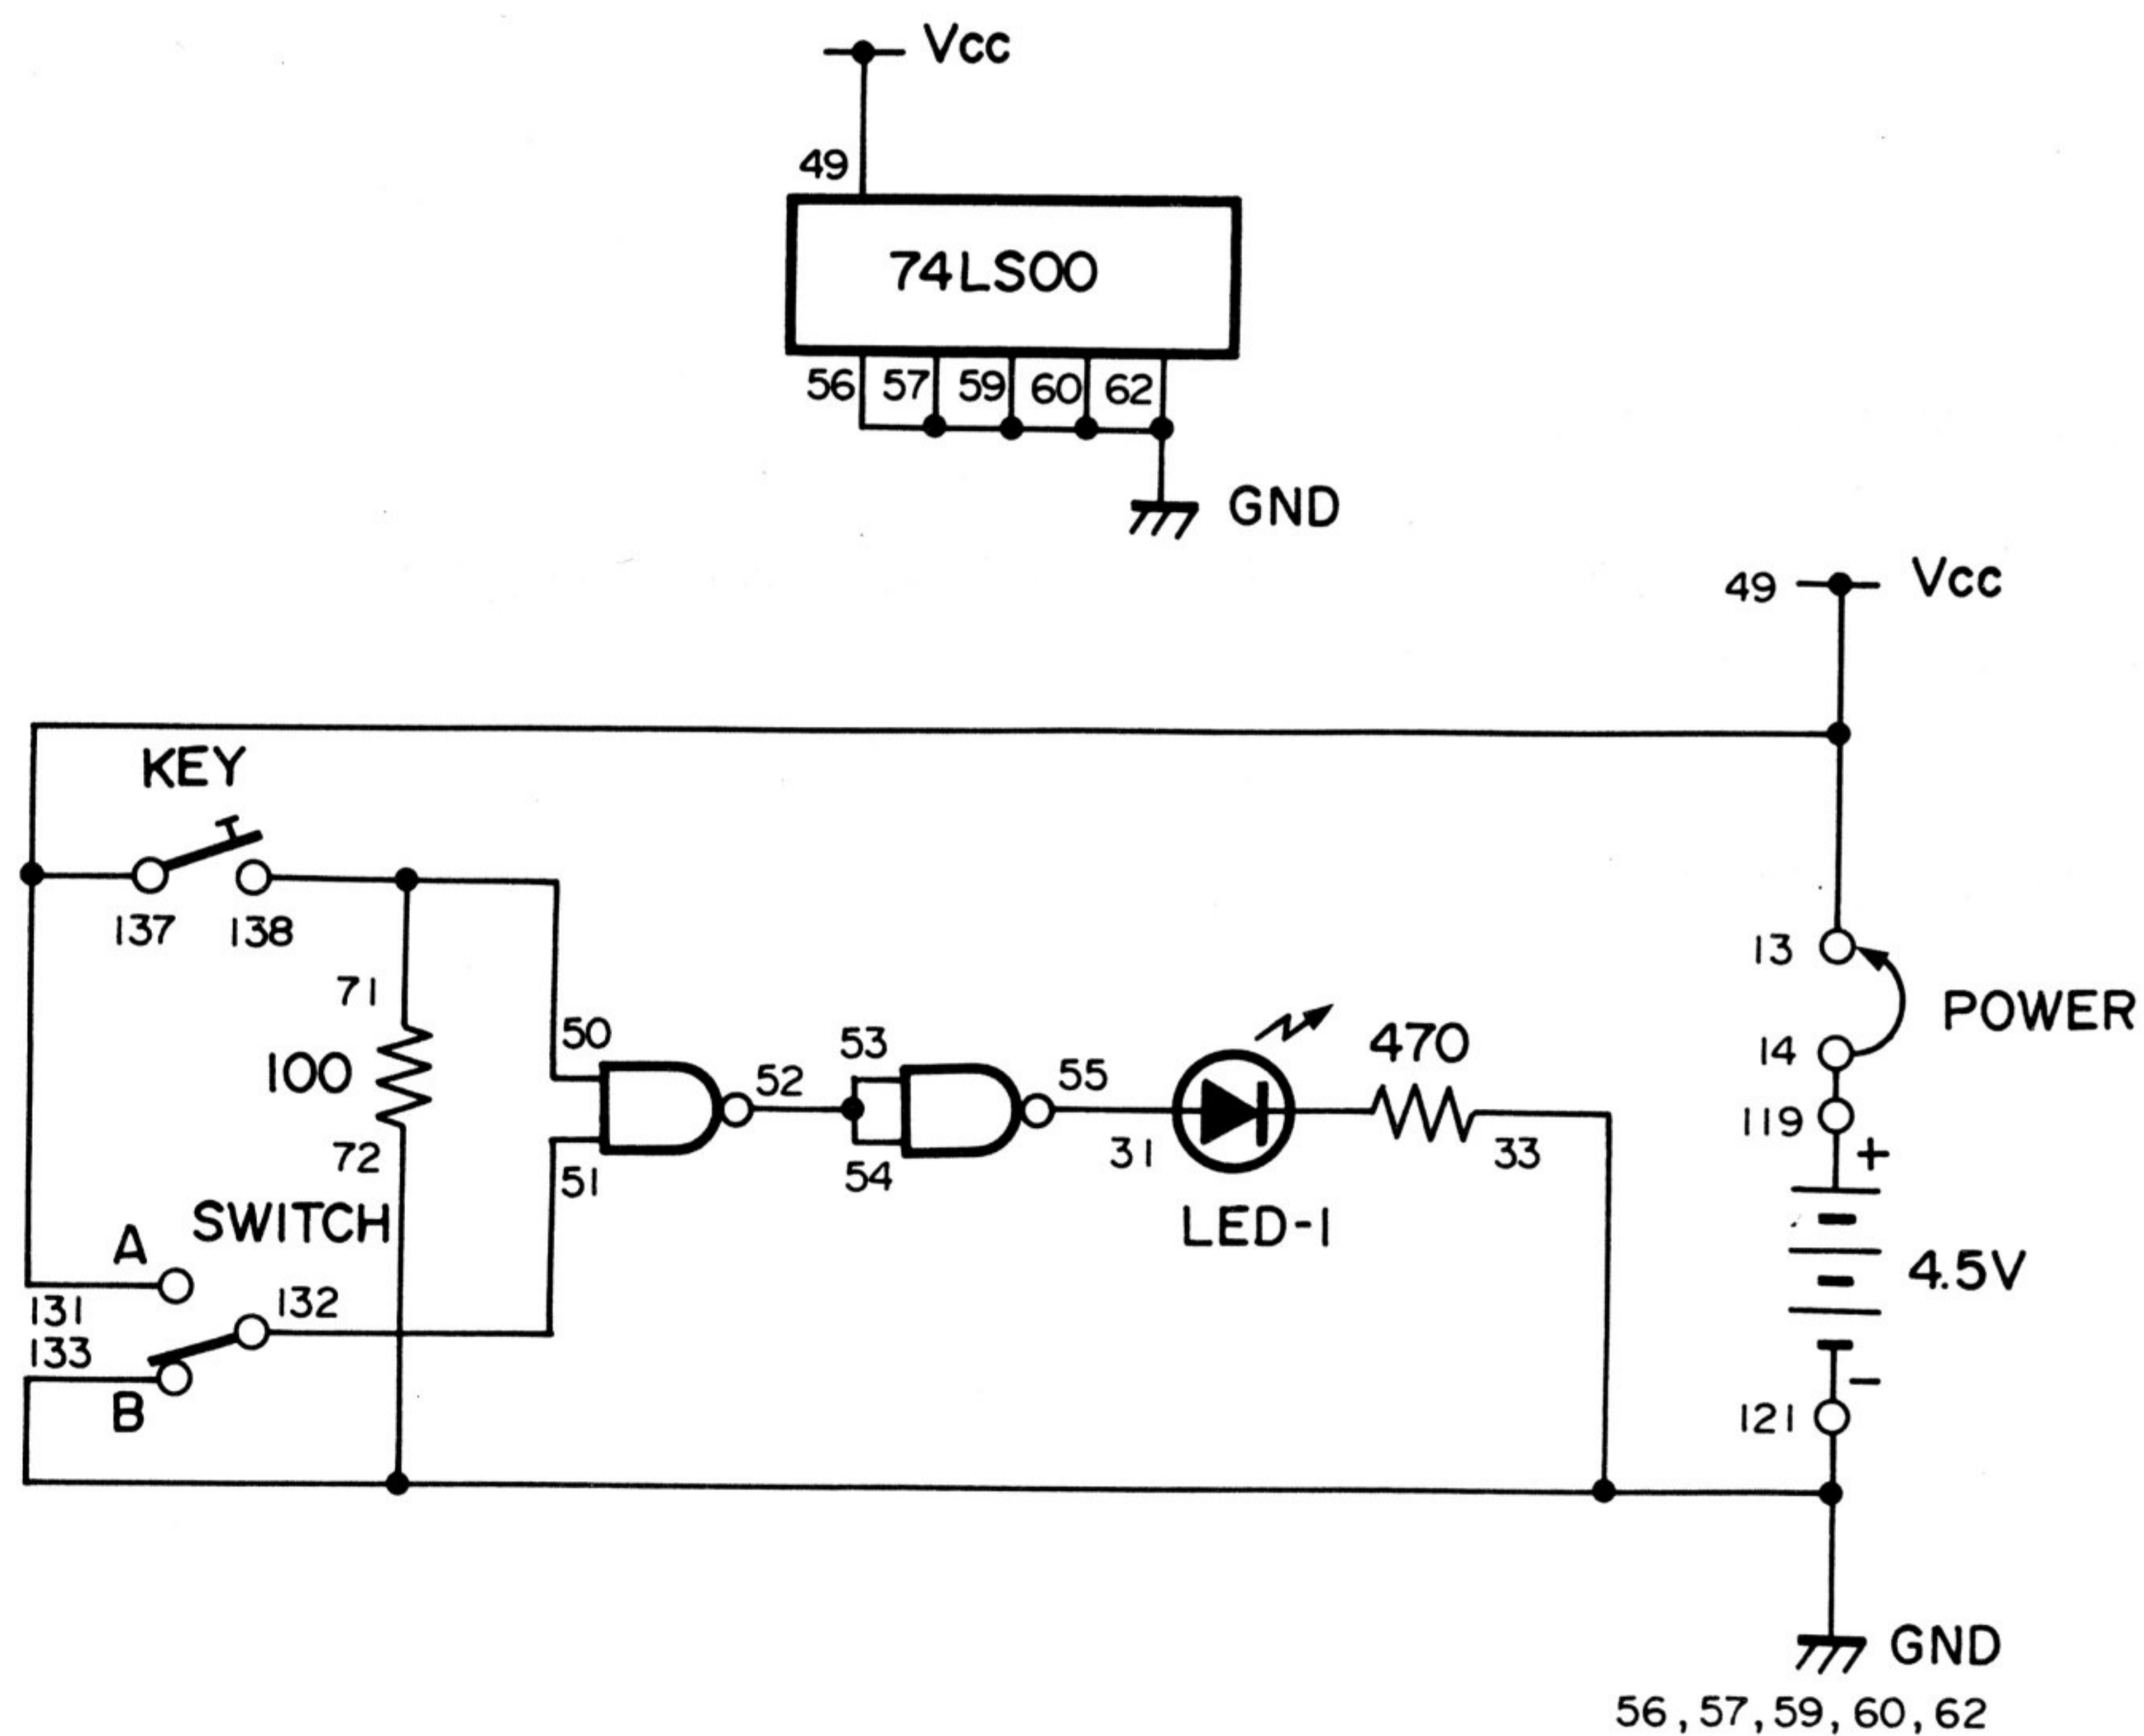 Vcc
49
74LS00
56 57 59 60 62
GND
49 Vcc
KEY
137 138
71
100
72
50
51
52
53
54
55
31
LED-1
470
33
13
14
POWER
119
+
4.5V
−
121
SWITCH
A
131
132
133
B
GND
56, 57, 59, 60, 62